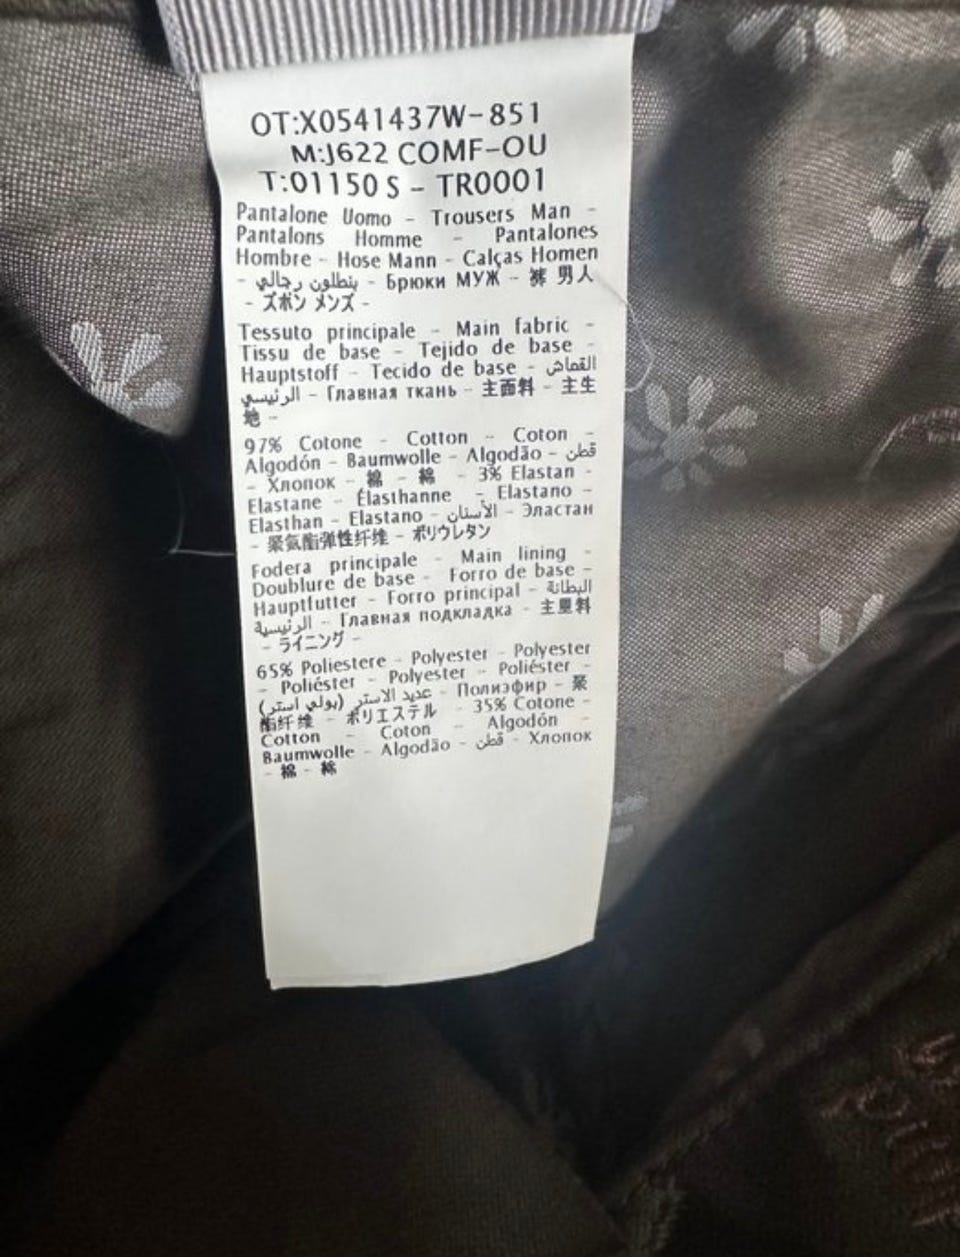 OT:X0541437W-851
M:J622 COMF-OU
T:01150 S - TR0001
Pantalone Uomo - Trousers Man -
Pantalons Homme - Pantalones
Hombre - Hose Mann - Calças Homen
- بنطلون رجالي - Брюки МУЖ - 裤 男人
- ズボン メンズ -
Tessuto principale - Main fabric -
Tissu de base - Tejido de base -
Hauptstoff - Tecido de base - القماش
الرئيسي - Главная ткань - 主面料 - 主生
地 -
97% Cotone - Cotton - Coton -
Algodón - Baumwolle - Algodão - قطن
- Хлопок - 棉 - 綿 - 3% Elastan -
Elastane - Élasthanne - Elastano -
Elasthan - Elastano - الأستان - Эластан
- 聚氨酯弹性纤维 - ポリウレタン
Fodera principale - Main lining -
Doublure de base - Forro de base -
Hauptfutter - Forro principal - البطانة
الرئيسية - Главная подкладка - 主里料
- ライニング -
65% Poliestere - Polyester - Polyester
- Poliéster - Polyester - Poliéster -
عديد الاستر (بولي استر) - Полиэфир - 聚
酯纤维 - ポリエステル - 35% Cotone -
Cotton - Coton - Algodón -
Baumwolle - Algodão - قطن - Хлопок
- 棉 - 綿